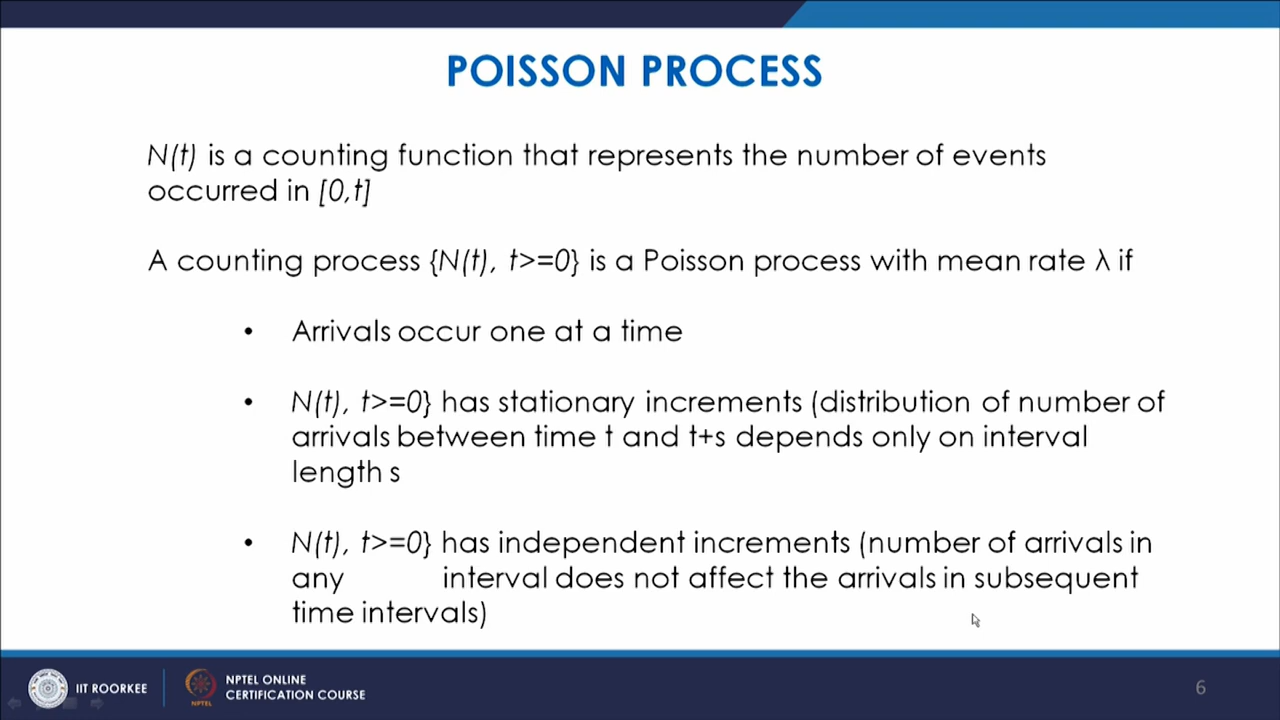 POISSON PROCESS
N(t) is a counting function that represents the number of events
occurred in [0,t]
A counting process {N(t), t>=0} is a Poisson process with mean rate λ if
• Arrivals occur one at a time
• N(t), t>=0} has stationary increments (distribution of number of
arrivals between time t and t+s depends only on interval
length s
• N(t), t>=0} has independent increments (number of arrivals in
any interval does not affect the arrivals in subsequent
time intervals)
IIT ROORKEE
NPTEL
NPTEL ONLINE
CERTIFICATION COURSE
6